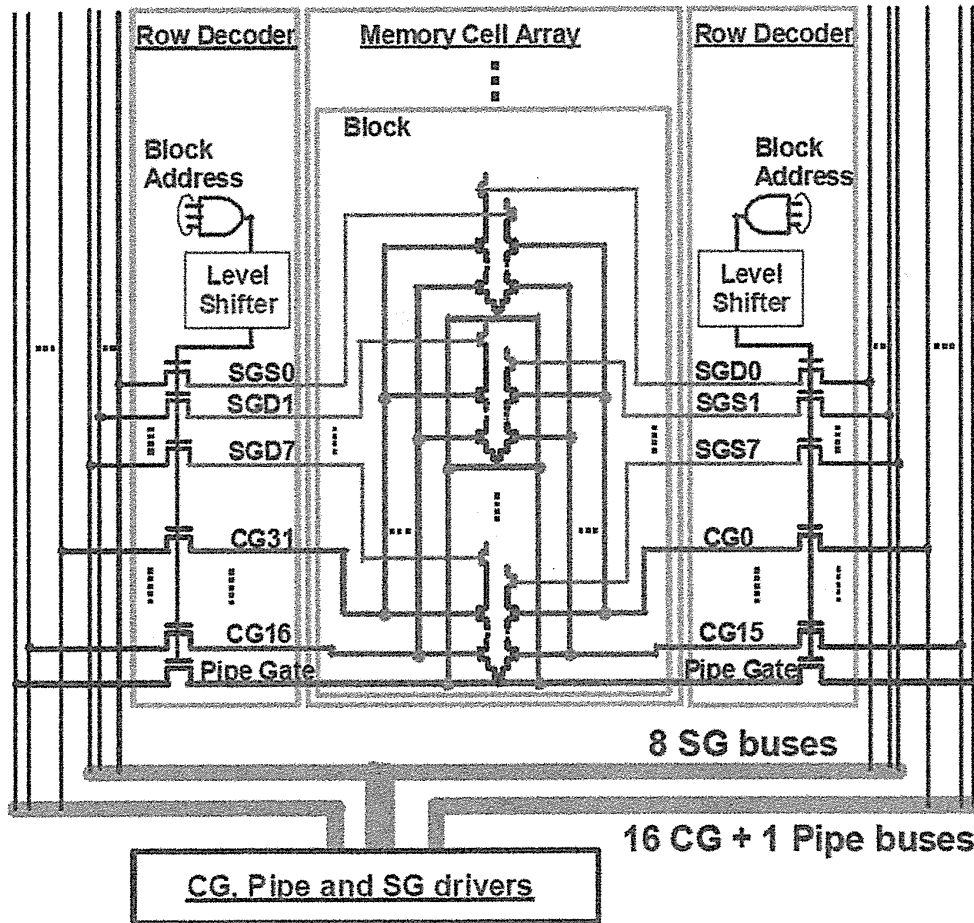 Row Decoder
Memory Cell Array
Row Decoder
Block
Block
Address
Block
Address
Level
Shifter
Level
Shifter
SGS0
SGD0
SGD1
SGS1
SGD7
SGS7
CG31
CG0
CG16
CG15
Pipe Gate
Pipe Gate
8 SG buses
16 CG + 1 Pipe buses
CG, Pipe and SG drivers